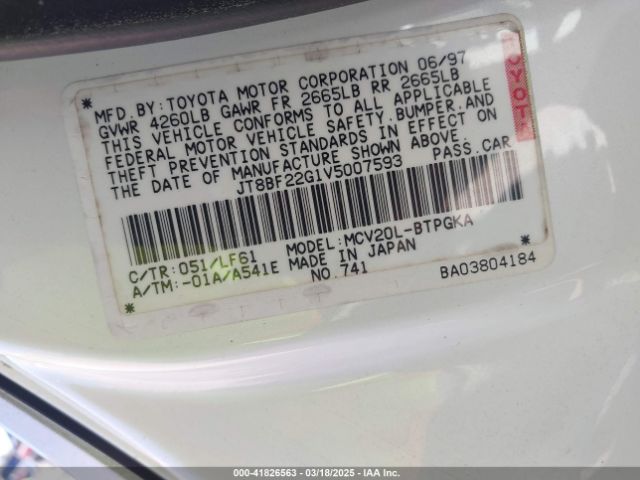 MFD.BY:TOYOTA MOTOR CORPORATION 06/97
GVWR 4260LB GAWR FR 2665LB RR 2665LB
THIS VEHICLE CONFORMS TO ALL APPLICABLE
FEDERAL MOTOR VEHICLE SAFETY,BUMPER,AND
THEFT PREVENTION STANDARDS IN EFFECT ON
THE DATE OF MANUFACTURE SHOWN ABOVE.
JT8BF22G1V5007593 PASS.CAR
C/TR:051/LF61 MODEL:MCV20L-BTPGKA
A/TM:-01A/A541E MADE IN JAPAN
NO.741 BA03804184
TOYOT
000-41826563 - 03/18/2025 - IAAI.COM